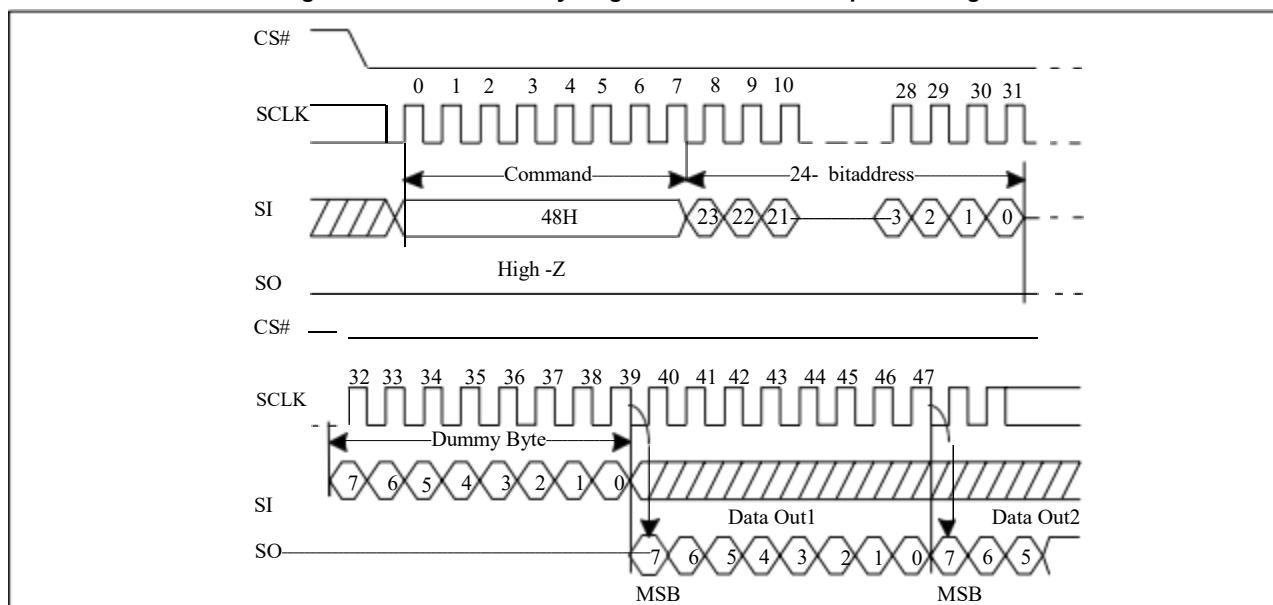 CS#
0 1 2 3 4 5 6 7 8 9 10 28 29 30 31
SCLK
Command 24- bitaddress
SI 48H 23 22 21 3 2 1 0
High -Z
SO
CS#
32 33 34 35 36 37 38 39 40 41 42 43 44 45 46 47
SCLK
Dummy Byte
7 6 5 4 3 2 1 0
SI
Data Out1 Data Out2
SO 7 6 5 4 3 2 1 0 7 6 5
MSB MSB